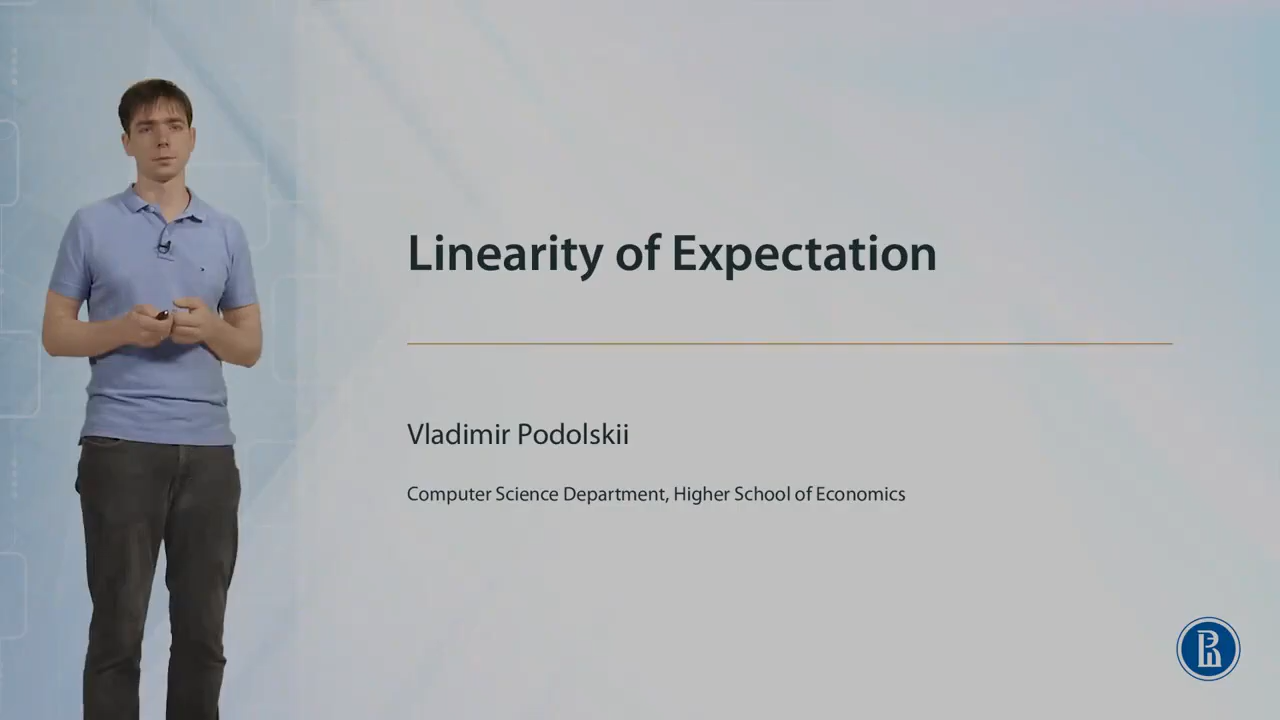 Linearity of Expectation
Vladimir Podolskii
Computer Science Department, Higher School of Economics